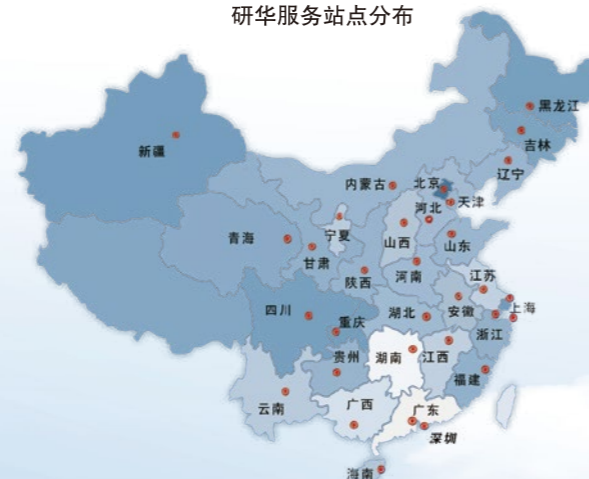 研华服务站点分布
黑龙江
吉林
新疆
辽宁
内蒙古
北京
天津
河北
宁夏
青海
山西
山东
甘肃
河南
陕西
江苏
四川
重庆
湖北
安徽
上海
浙江
贵州
湖南
江西
福建
云南
广西
广东
深圳
海南